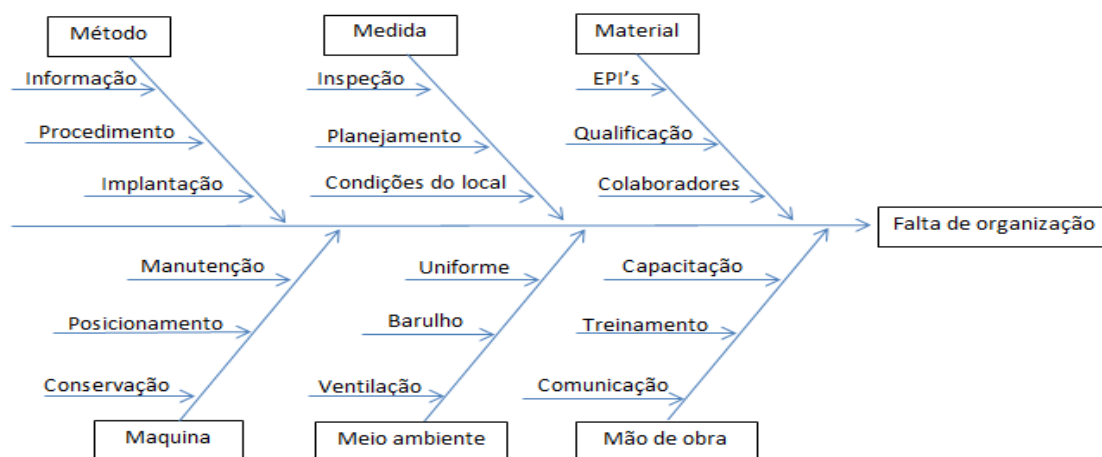 Método
Medida
Material
Informação
Inspeção
EPI's
Procedimento
Planejamento
Qualificação
Implantação
Condições do local
Colaboradores
Falta de organização
Manutenção
Uniforme
Capacitação
Posicionamento
Barulho
Treinamento
Conservação
Ventilação
Comunicação
Maquina
Meio ambiente
Mão de obra